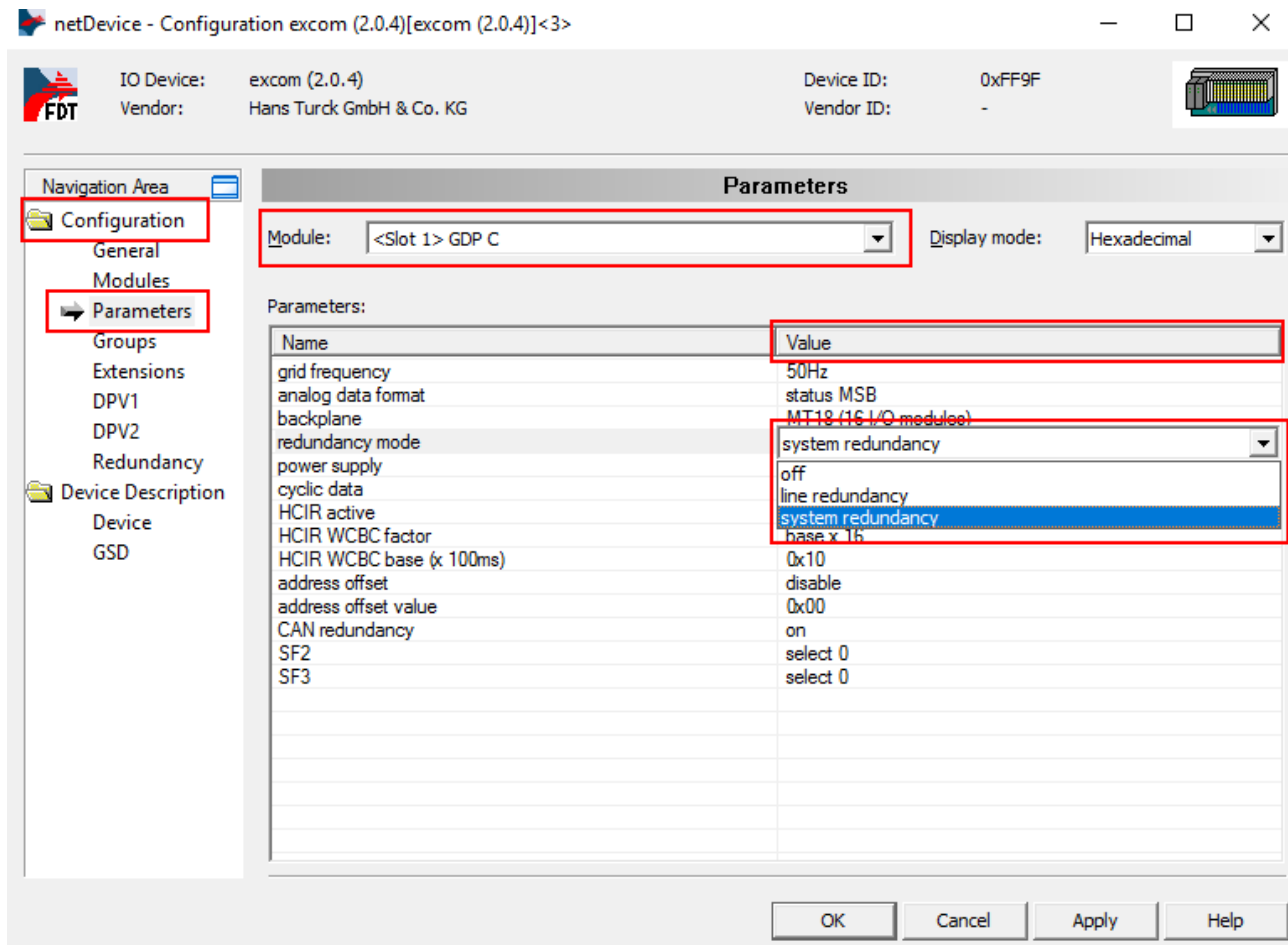 netDevice - Configuration excom (2.0.4)[excom (2.0.4)]<3>
IO Device: excom (2.0.4) Device ID: 0xFF9F
Vendor: Hans Turck GmbH & Co. KG Vendor ID: -
FDT
Navigation Area
Configuration
General
Modules
Parameters
Groups
Extensions
DPV1
DPV2
Redundancy
Device Description
Device
GSD
Parameters
Module: <Slot 1> GDP C Display mode: Hexadecimal
Parameters:
Name Value
grid frequency 50Hz
analog data format status MSB
backplane MT18 (16 I/O modules)
redundancy mode system redundancy
power supply off
cyclic data line redundancy
HCIR active system redundancy
HCIR WCBC factor base x 16
HCIR WCBC base (x 100ms) 0x10
address offset disable
address offset value 0x00
CAN redundancy on
SF2 select 0
SF3 select 0
OK Cancel Apply Help